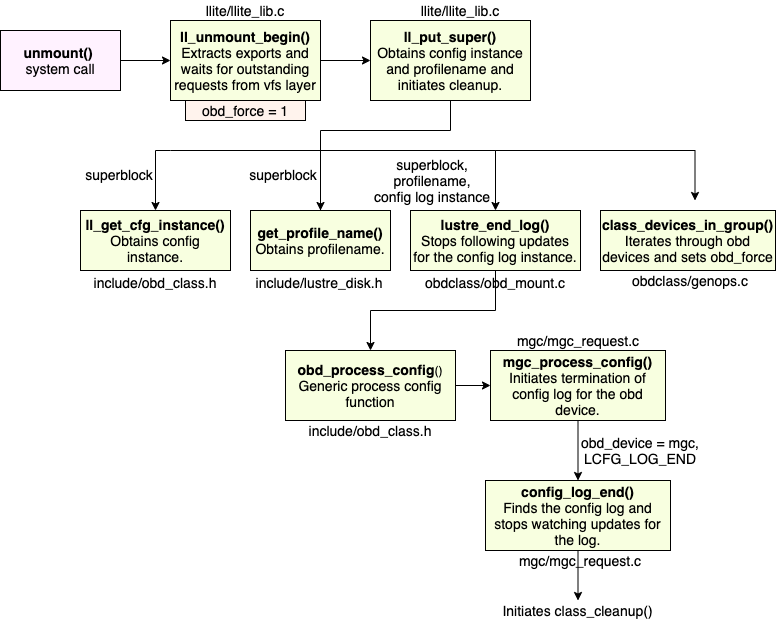 llite/llite_lib.c
llite/llite_lib.c
unmount()
system call
ll_unmount_begin()
Extracts exports and
waits for outstanding
requests from vfs layer
obd_force = 1
ll_put_super()
Obtains config instance
and profilename and
initiates cleanup.
superblock
superblock
superblock,
profilename,
config log instance
ll_get_cfg_instance()
Obtains config
instance.
include/obd_class.h
get_profile_name()
Obtains profilename.
include/lustre_disk.h
lustre_end_log()
Stops following updates
for the config log instance.
obdclass/obd_mount.c
class_devices_in_group()
Iterates through obd
devices and sets obd_force
obdclass/genops.c
obd_process_config()
Generic process config
function
include/obd_class.h
mgc/mgc_request.c
mgc_process_config()
Initiates termination of
config log for the obd
device.
obd_device = mgc,
LCFG_LOG_END
config_log_end()
Finds the config log and
stops watching updates for
the log.
mgc/mgc_request.c
Initiates class_cleanup()